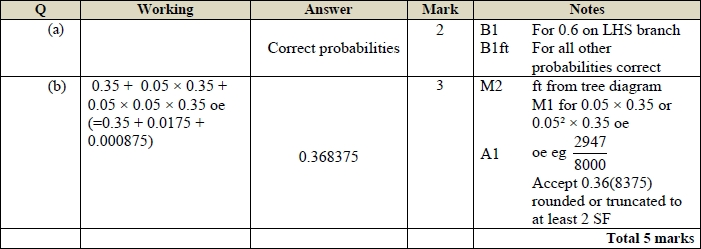 Q Working Answer Mark Notes
(a) Correct probabilities 2 B1 For 0.6 on LHS branch
B1ft For all other
probabilities correct
(b) 0.35 + 0.05 × 0.35 +
0.05 × 0.05 × 0.35 oe
(=0.35 + 0.0175 +
0.000875)
0.368375
3
M2 ft from tree diagram
M1 for 0.05 × 0.35 or
0.05² × 0.35 oe
A1 oe eg 2947/8000
Accept 0.36(8375)
rounded or truncated to
at least 2 SF
Total 5 marks